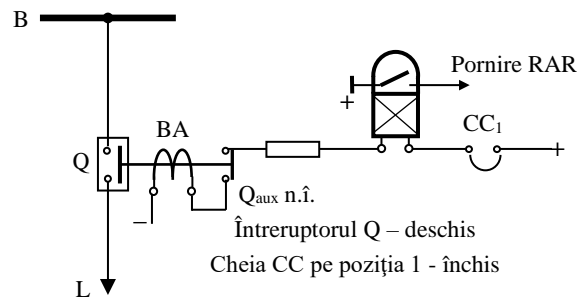 B
Pornire RAR
+
BA
CC₁
Q
+
Qaux n.î.
–
Întreruptorul Q – deschis
Cheia CC pe poziţia 1 - închis
L